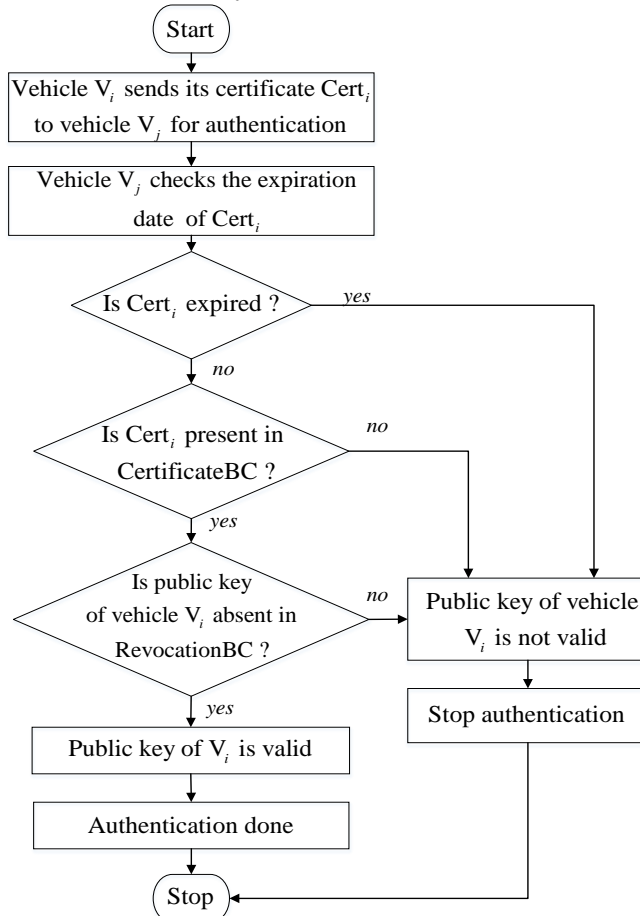 Start
Vehicle V_i sends its certificate Cert_i
to vehicle V_j for authentication
Vehicle V_j checks the expiration
date of Cert_i
Is Cert_i expired ?
yes
no
Is Cert_i present in
CertificateBC ?
no
yes
Is public key
of vehicle V_i absent in
RevocationBC ?
no
yes
Public key of vehicle
V_i is not valid
Stop authentication
Public key of V_i is valid
Authentication done
Stop